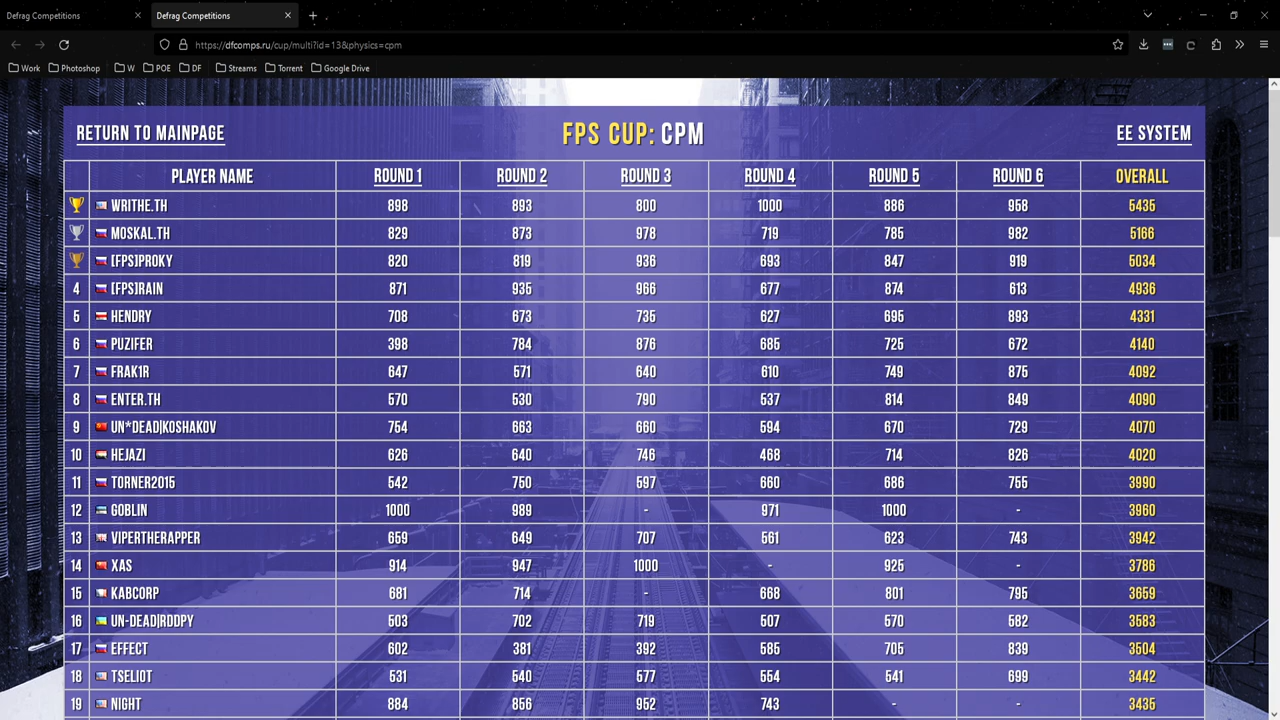 Defrag Competitions
Defrag Competitions
https://dfcomps.ru/cup/multi?id=13&physics=cpm
Work Photoshop W POE DF Streams Torrent Google Drive
RETURN TO MAINPAGE FPS CUP: CPM EE SYSTEM
PLAYER NAME ROUND 1 ROUND 2 ROUND 3 ROUND 4 ROUND 5 ROUND 6 OVERALL
WRITHE.TH 898 893 800 1000 886 958 5435
MOSKAL.TH 829 873 978 719 785 982 5166
[FPS]PROKY 820 819 936 693 847 919 5034
4 [FPS]RAIN 871 935 966 677 874 613 4936
5 HENDRY 708 673 735 627 695 893 4331
6 PUZIFER 398 784 876 685 725 672 4140
7 FRAK1R 647 571 640 610 749 875 4092
8 ENTER.TH 570 530 790 537 814 849 4090
9 UN*DEAD|KOSHAKOV 754 663 660 594 670 729 4070
10 HEJAZI 626 640 746 468 714 826 4020
11 TORNER2015 542 750 597 660 686 755 3990
12 GOBLIN 1000 989 - 971 1000 - 3960
13 VIPERTHERAPPER 659 649 707 561 623 743 3942
14 XAS 914 947 1000 - 925 - 3786
15 KABCORP 681 714 - 668 801 795 3659
16 UN-DEAD|RDDPY 503 702 719 507 570 582 3583
17 EFFECT 602 381 392 585 705 839 3504
18 TSELIOT 531 540 577 554 541 699 3442
19 NIGHT 884 856 952 743 - - 3435